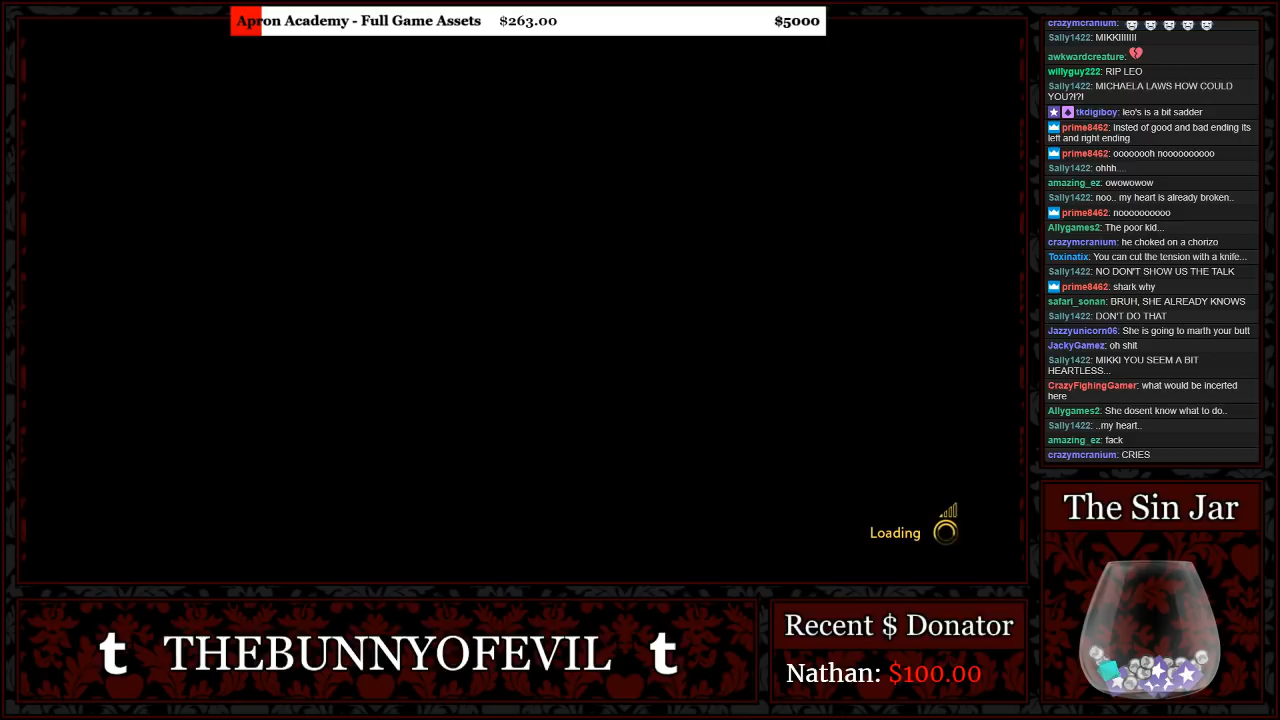 Apron Academy - Full Game Assets $263.00 $5000
crazymcranium:
Sally1422: MIKKIIIIIII
awkwardcreature:
willyguy222: RIP LEO
Sally1422: MICHAELA LAWS HOW COULD
YOU?!?!
tkdigiboy: leo's is a bit sadder
prime8462: Insted of good and bad ending its
left and right ending
prime8462: ooooooh noooooooooo
Sally1422: ohhh....
amazing_ez: owowowow
Sally1422: noo.. my heart is already broken..
prime8462: noooooooooo
Allygames2: The poor kid...
crazymcranium: he choked on a chorizo
Toxinatix: You can cut the tension with a knife...
Sally1422: NO DON'T SHOW US THE TALK
prime8462: shark why
safari_sonan: BRUH, SHE ALREADY KNOWS
Sally1422: DON'T DO THAT
Jazzyunicorn06: She is going to marth your butt
JackyGamez: oh shit
Sally1422: MIKKI YOU SEEM A BIT
HEARTLESS...
CrazyFighingGamer: what would be incerted
here
Allygames2: She dosent know what to do..
Sally1422: ..my heart..
amazing_ez: fack
crazymcranium: CRIES
Loading
The Sin Jar
t THEBUNNYOFEVIL t
Recent $ Donator
Nathan: $100.00